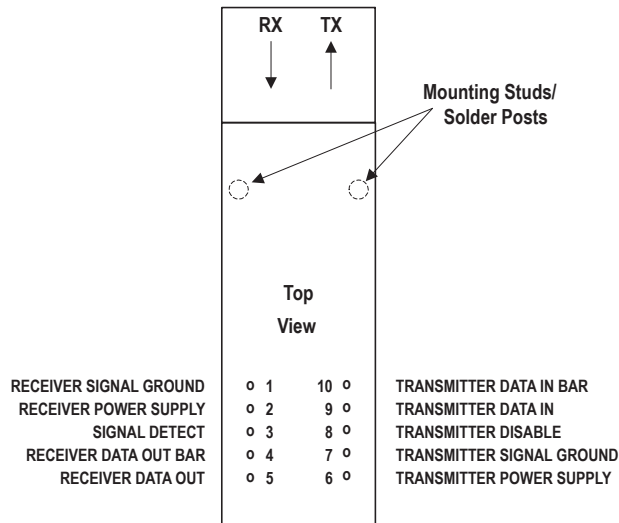 RX TX
Mounting Studs/
Solder Posts
Top
View
RECEIVER SIGNAL GROUND o 1 10 o TRANSMITTER DATA IN BAR
RECEIVER POWER SUPPLY o 2 9 o TRANSMITTER DATA IN
SIGNAL DETECT o 3 8 o TRANSMITTER DISABLE
RECEIVER DATA OUT BAR o 4 7 o TRANSMITTER SIGNAL GROUND
RECEIVER DATA OUT o 5 6 o TRANSMITTER POWER SUPPLY